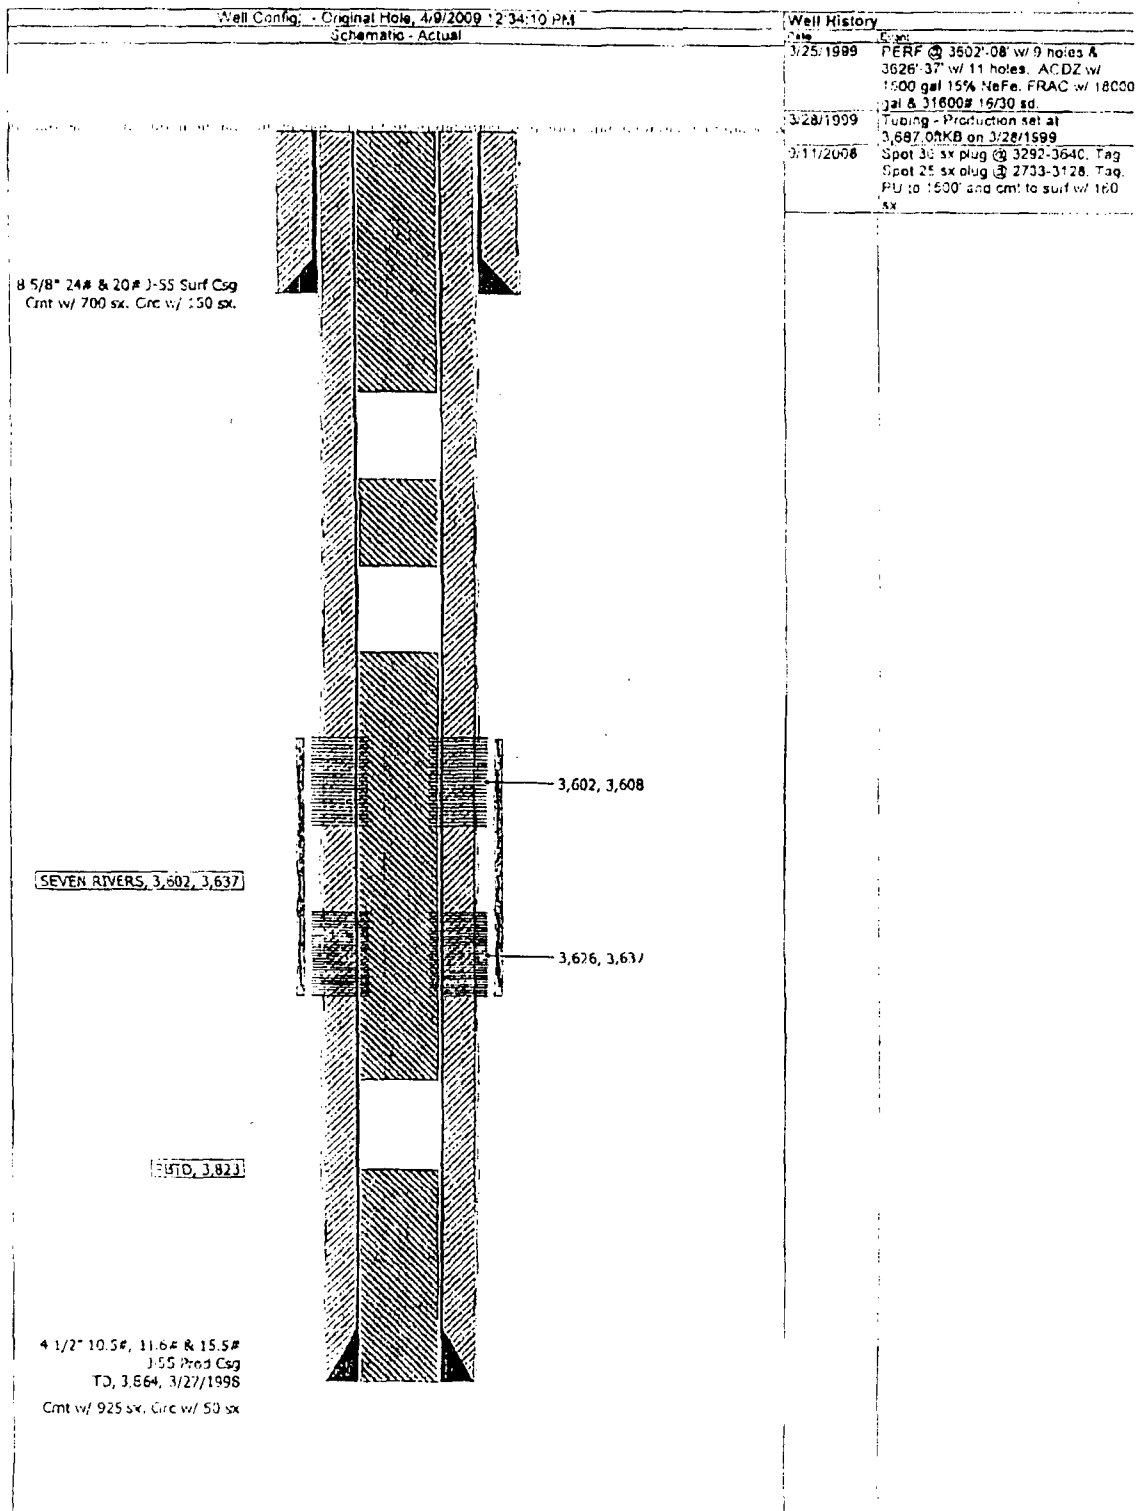 Well Config: - Original Hole, 4/9/2009 12:34:10 PM
Schematic - Actual
Well History
Date Event
3/25/1999 PERF @ 3602'-08' w/ 9 holes &
3626'-37' w/ 11 holes. ACDZ w/
1500 gal 15% NeFe. FRAC w/ 18000
gal & 31600# 16/30 sd.
3/28/1999 Tubing - Production set at
3,687.0ftKB on 3/28/1999
Spot 30 sx plug @ 3292-3640. Tag
Spot 25 sx plug @ 2733-3128. Tag.
PU to 1500' and cmt to surf w/ 160
sx
8 5/8" 24# & 20# J-55 Surf Csg
Cmt w/ 700 sx. Circ w/ 150 sx.
3,602, 3,608
SEVEN RIVERS, 3,602, 3,637
3,626, 3,637
PBTD, 3,823
4 1/2" 10.5#, 11.6# & 15.5#
J-55 Prod Csg
TD, 3,864, 3/27/1998
Cmt w/ 925 sx. Circ w/ 50 sx